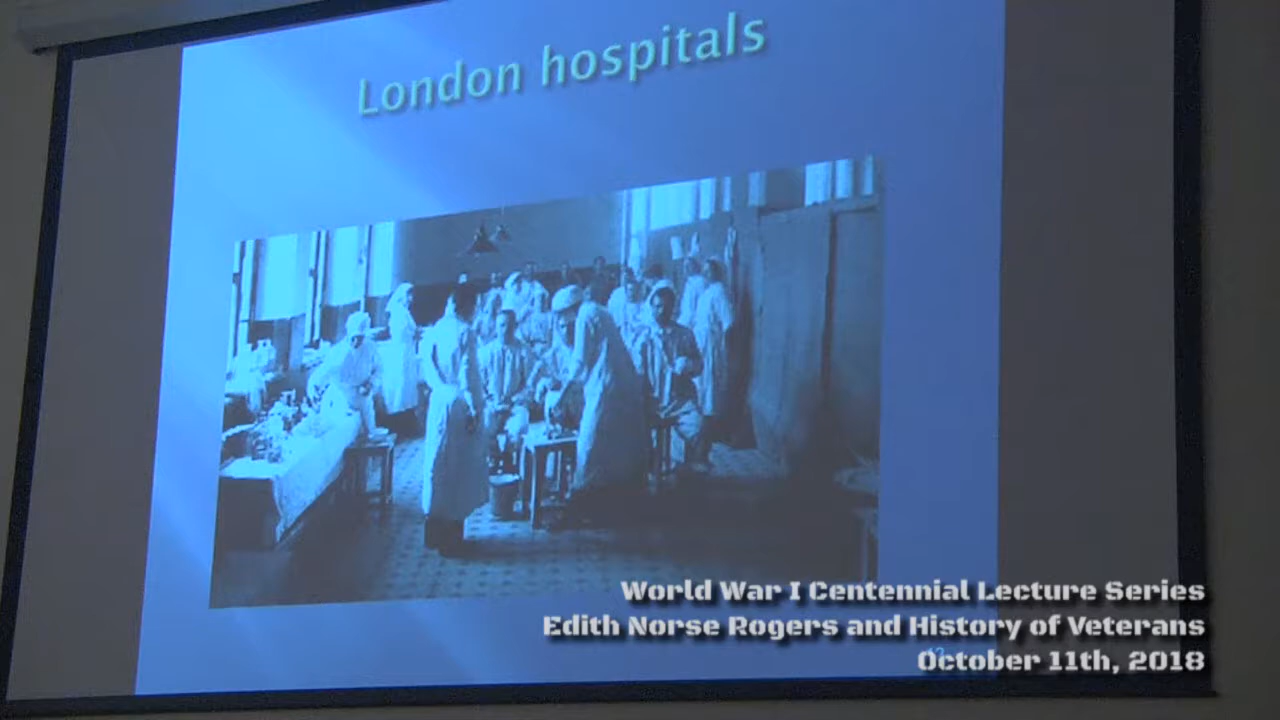 London hospitals
World War I Centennial Lecture Series
Edith Norse Rogers and History of Veterans
October 11th, 2018